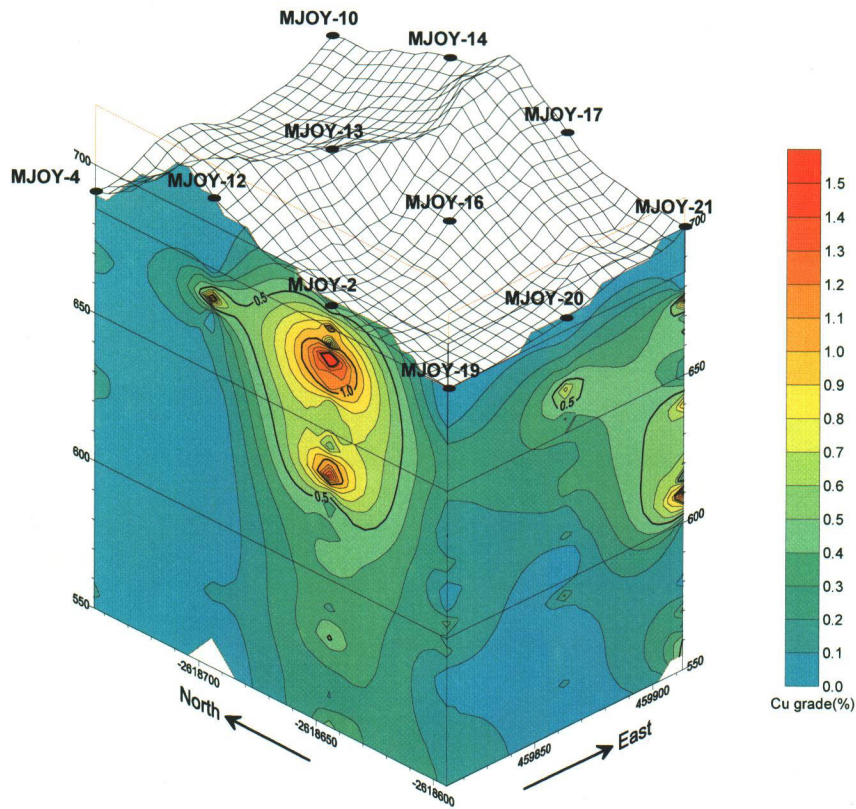 MJOY-10
MJOY-14
MJOY-17
MJOY-13
MJOY-4
MJOY-12
MJOY-16
MJOY-21
MJOY-2
MJOY-20
MJOY-19
700
650
600
550
700
650
600
550
0.5
1.0
0.5
0.5
-2618700
-2618650
-2618600
North
459850
459900
East
1.5
1.4
1.3
1.2
1.1
1.0
0.9
0.8
0.7
0.6
0.5
0.4
0.3
0.2
0.1
0.0
Cu grade(%)